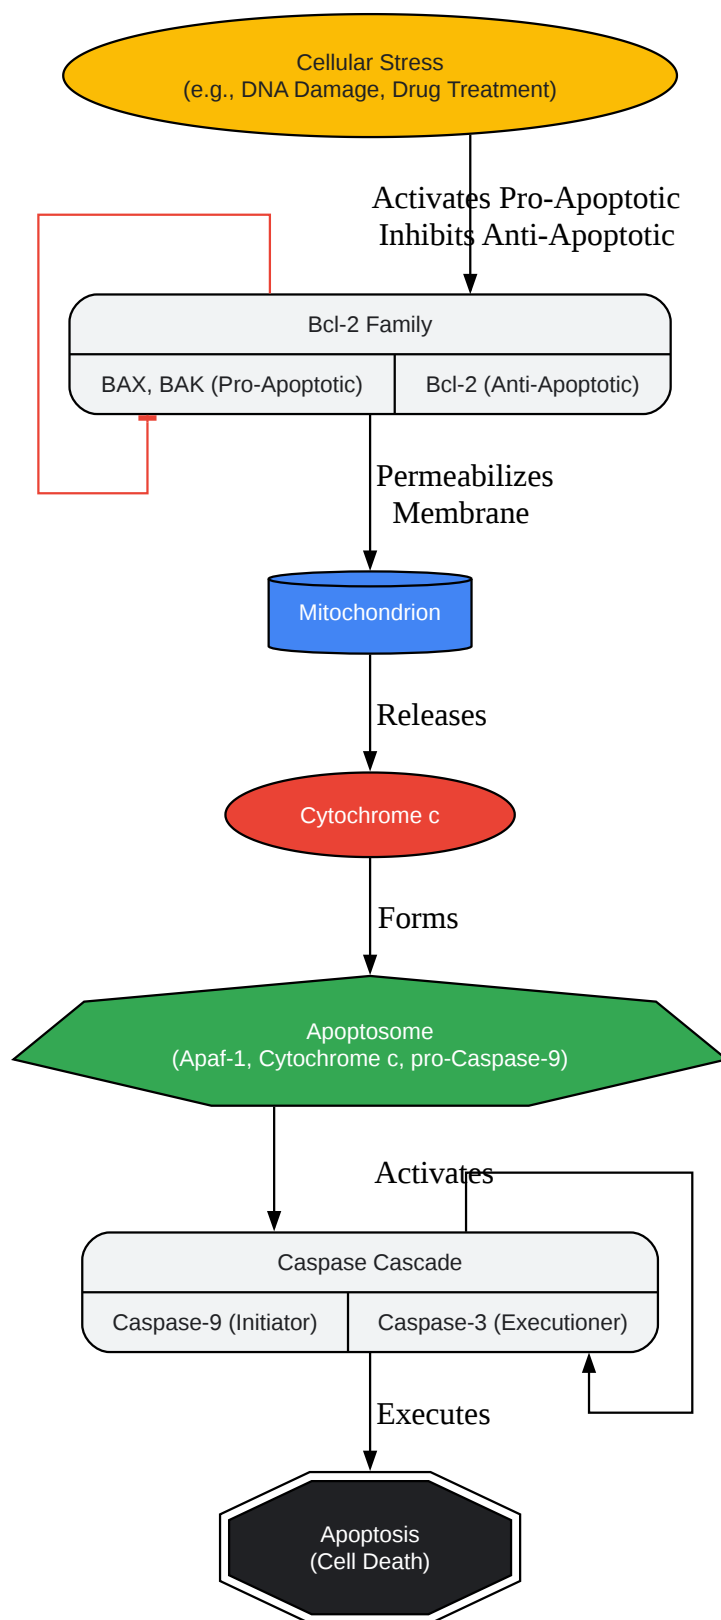 Cellular Stress
(e.g., DNA Damage, Drug Treatment)
Activates Pro-Apoptotic
Inhibits Anti-Apoptotic
Bcl-2 Family
BAX, BAK (Pro-Apoptotic)
Bcl-2 (Anti-Apoptotic)
Permeabilizes
Membrane
Mitochondrion
Releases
Cytochrome c
Forms
Apoptosome
(Apaf-1, Cytochrome c, pro-Caspase-9)
Activates
Caspase Cascade
Caspase-9 (Initiator)
Caspase-3 (Executioner)
Executes
Apoptosis
(Cell Death)